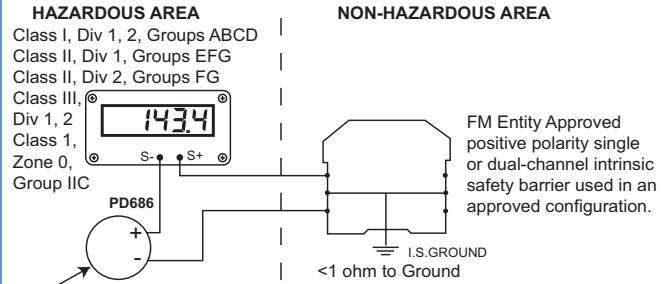 HAZARDOUS AREA
Class I, Div 1, 2, Groups ABCD
Class II, Div 1, Groups EFG
Class II, Div 2, Groups FG
Class III,
Div 1, 2
Class 1,
Zone 0,
Group IIC
143.4
S- S+
PD686
+
-
NON-HAZARDOUS AREA
FM Entity Approved
positive polarity single
or dual-channel intrinsic
safety barrier used in an
approved configuration.
I.S.GROUND
<1 ohm to Ground